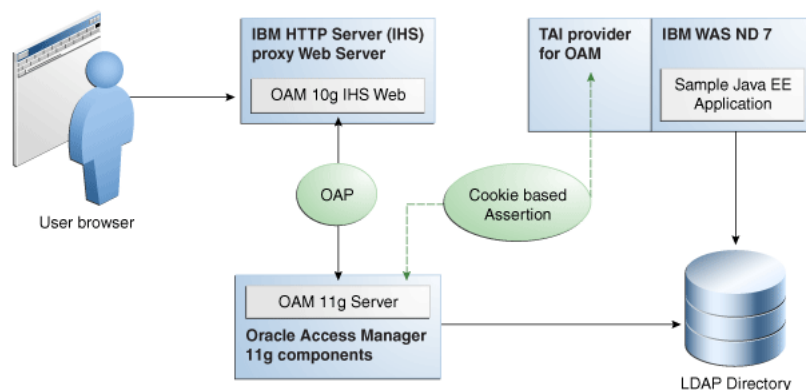 IBM HTTP Server (IHS)
proxy Web Server
OAM 10g IHS Web
TAI provider
for OAM
IBM WAS ND 7
Sample Java EE
Application
User browser
OAP
Cookie based
Assertion
OAM 11g Server
Oracle Access Manager
11g components
LDAP Directory